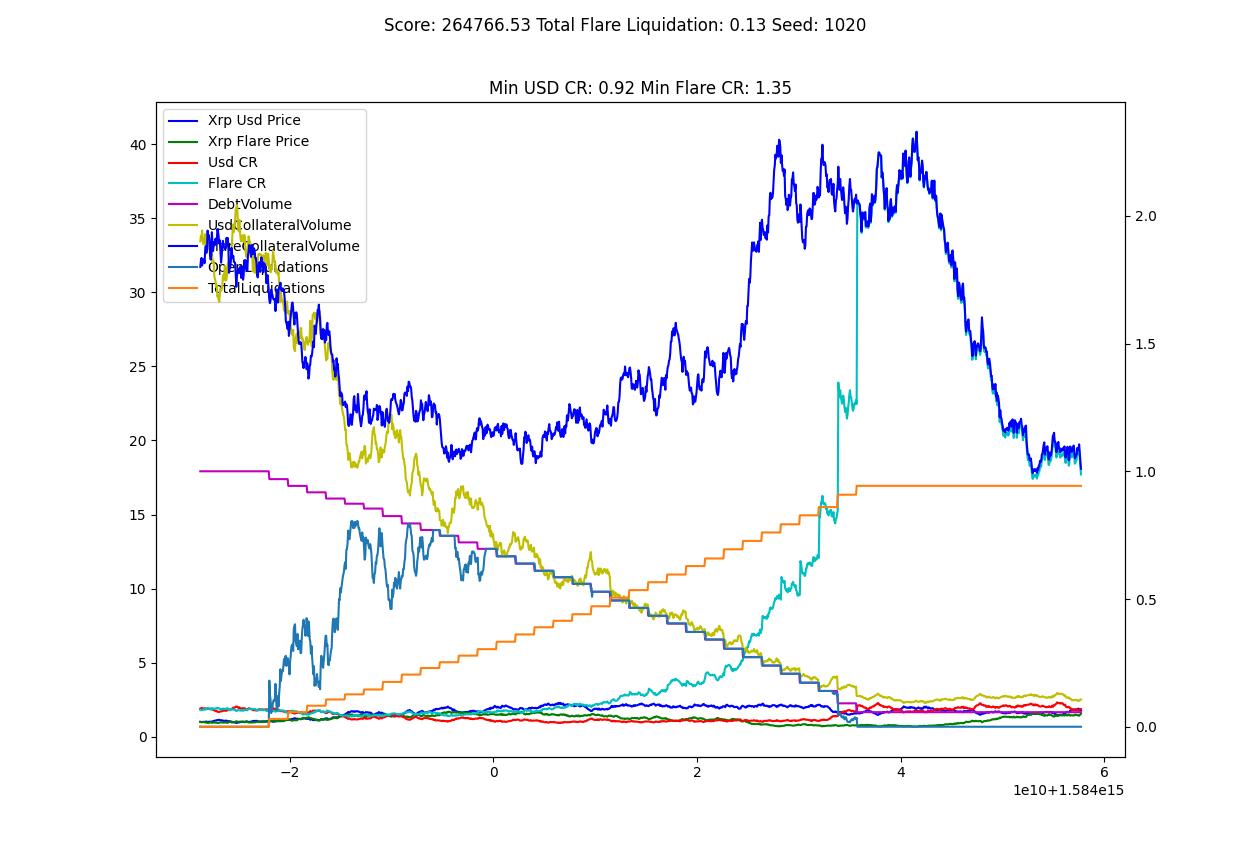 Score: 264766.53 Total Flare Liquidation: 0.13 Seed: 1020
Min USD CR: 0.92 Min Flare CR: 1.35
Xrp Usd Price
Xrp Flare Price
Usd CR
Flare CR
DebtVolume
UsdCollateralVolume
FlareCollateralVolume
OpenLiquidations
TotalLiquidations
40
35
30
25
20
15
10
5
0
2.0
1.5
1.0
0.5
0.0
−2
0
2
4
6
1e10+1.584e15